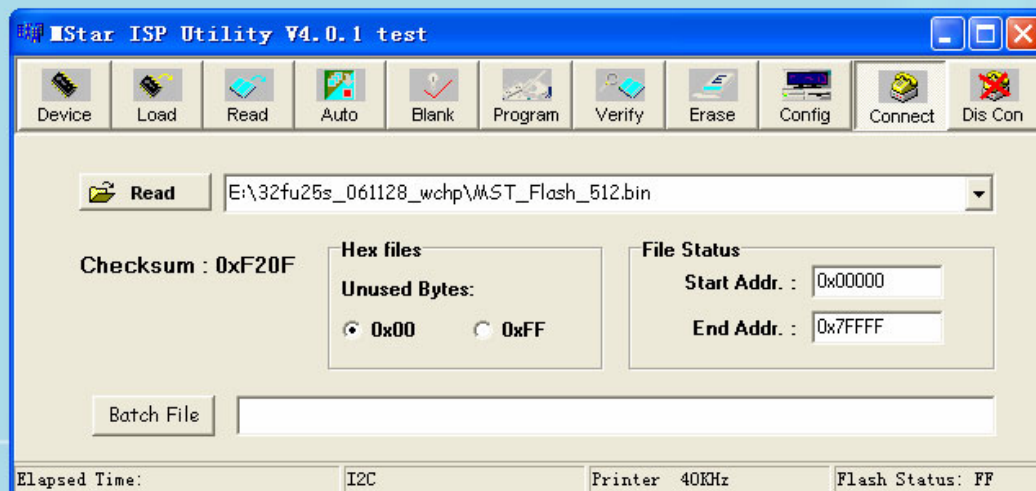 MStar ISP Utility V4.0.1 test
Device Load Read Auto Blank Program Verify Erase Config Connect Dis Con
Read E:\32fu25s_061128_wchp\MST_Flash_512.bin
Checksum : 0xF20F
Hex files
Unused Bytes:
0x00 0xFF
File Status
Start Addr. : 0x00000
End Addr. : 0x7FFFF
Batch File
Elapsed Time: I2C Printer 40KHz Flash Status: FF